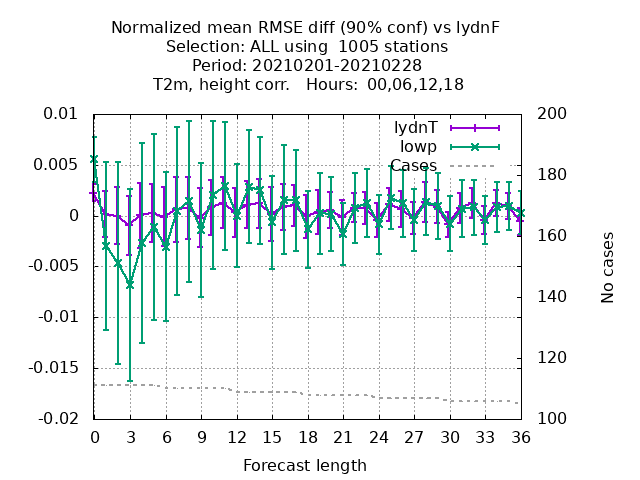 Normalized mean RMSE diff (90% conf) vs lydnF
Selection: ALL using  1005 stations
Period: 20210201-20210228
T2m, height corr.   Hours:  00,06,12,18
0.01
0.005
0
-0.005
-0.01
-0.015
-0.02
200
180
160
140
120
100
No cases
lydnT
lowp
Cases
0 3 6 9 12 15 18 21 24 27 30 33 36
Forecast length